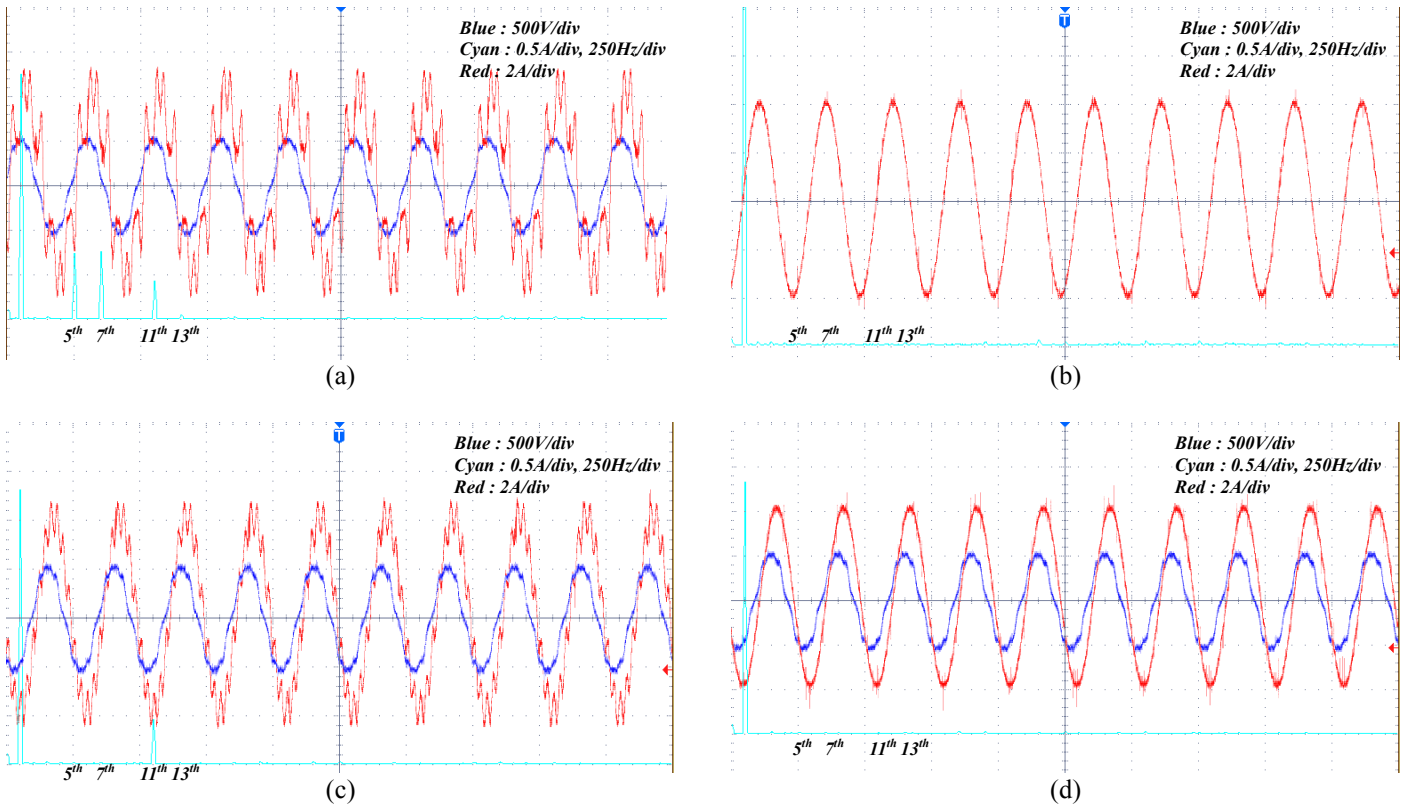 Blue : 500V/div
Cyan : 0.5A/div, 250Hz/div
Red : 2A/div
5th 7th 11th 13th
(a)
T
Blue : 500V/div
Cyan : 0.5A/div, 250Hz/div
Red : 2A/div
5th 7th 11th 13th
(b)
T
Blue : 500V/div
Cyan : 0.5A/div, 250Hz/div
Red : 2A/div
5th 7th 11th 13th
(c)
Blue : 500V/div
Cyan : 0.5A/div, 250Hz/div
Red : 2A/div
5th 7th 11th 13th
(d)